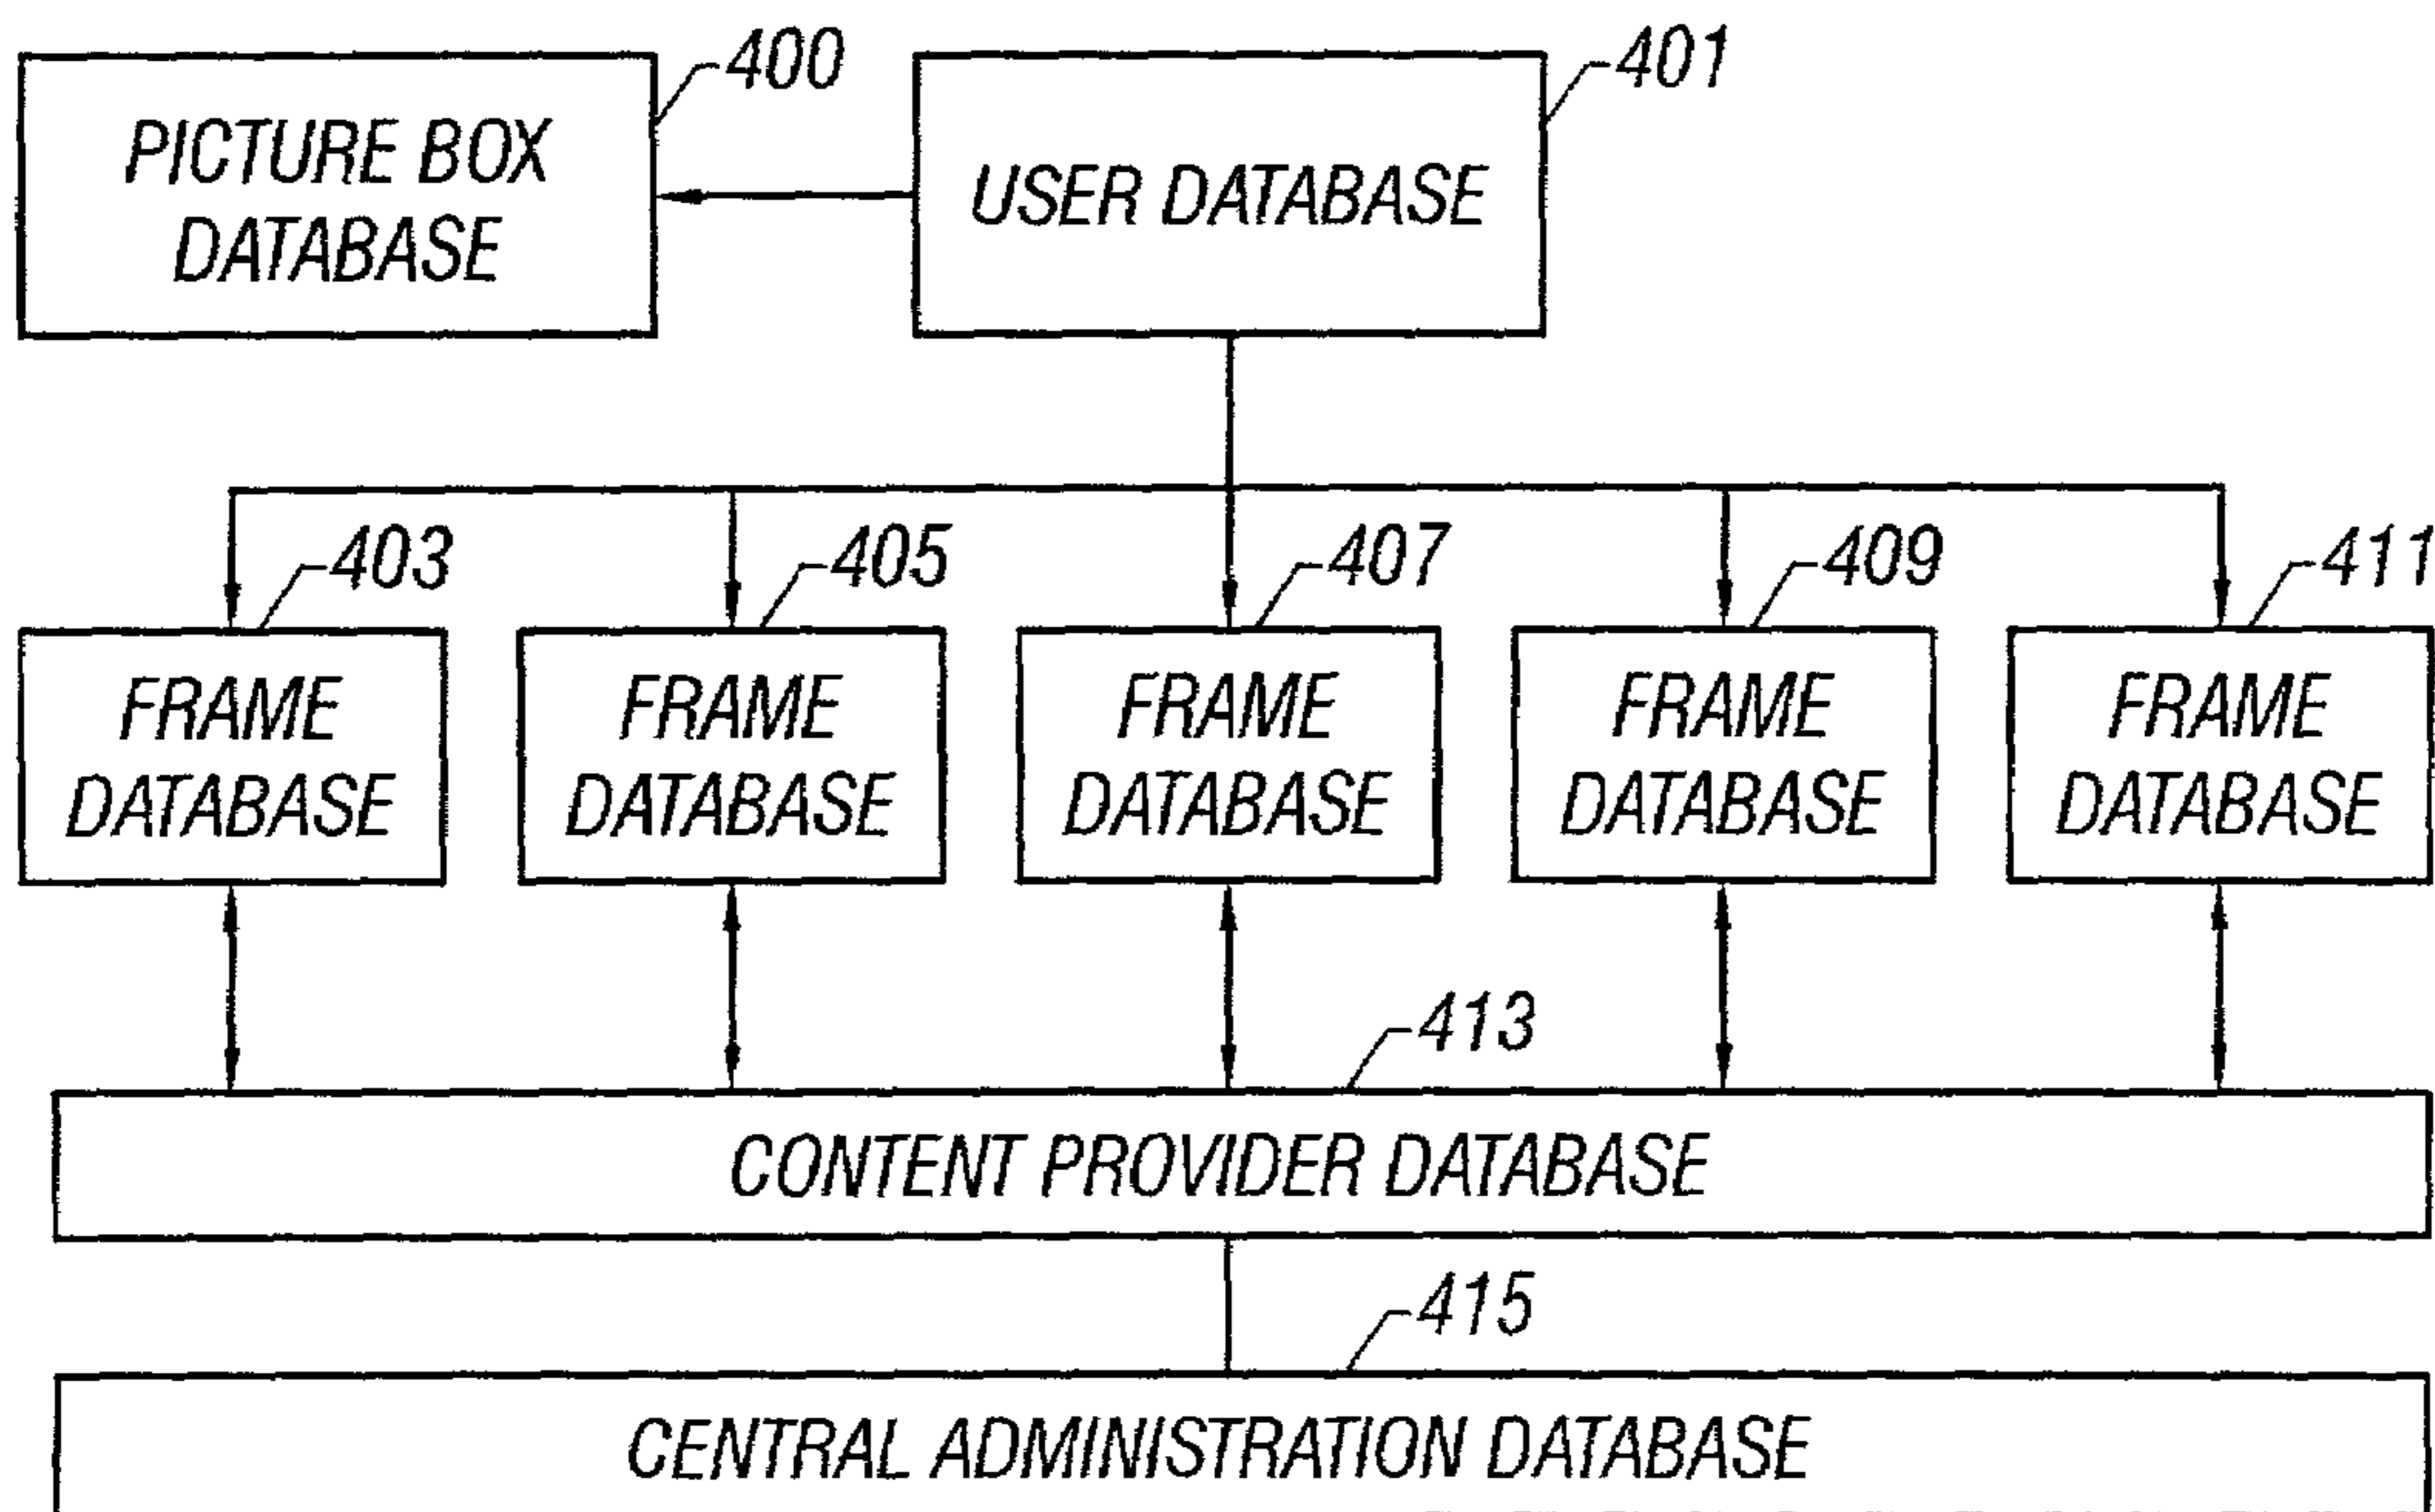 400
401
PICTURE BOX
DATABASE
USER DATABASE
403
405
407
409
411
FRAME
DATABASE
FRAME
DATABASE
FRAME
DATABASE
FRAME
DATABASE
FRAME
DATABASE
413
CONTENT PROVIDER DATABASE
415
CENTRAL ADMINISTRATION DATABASE